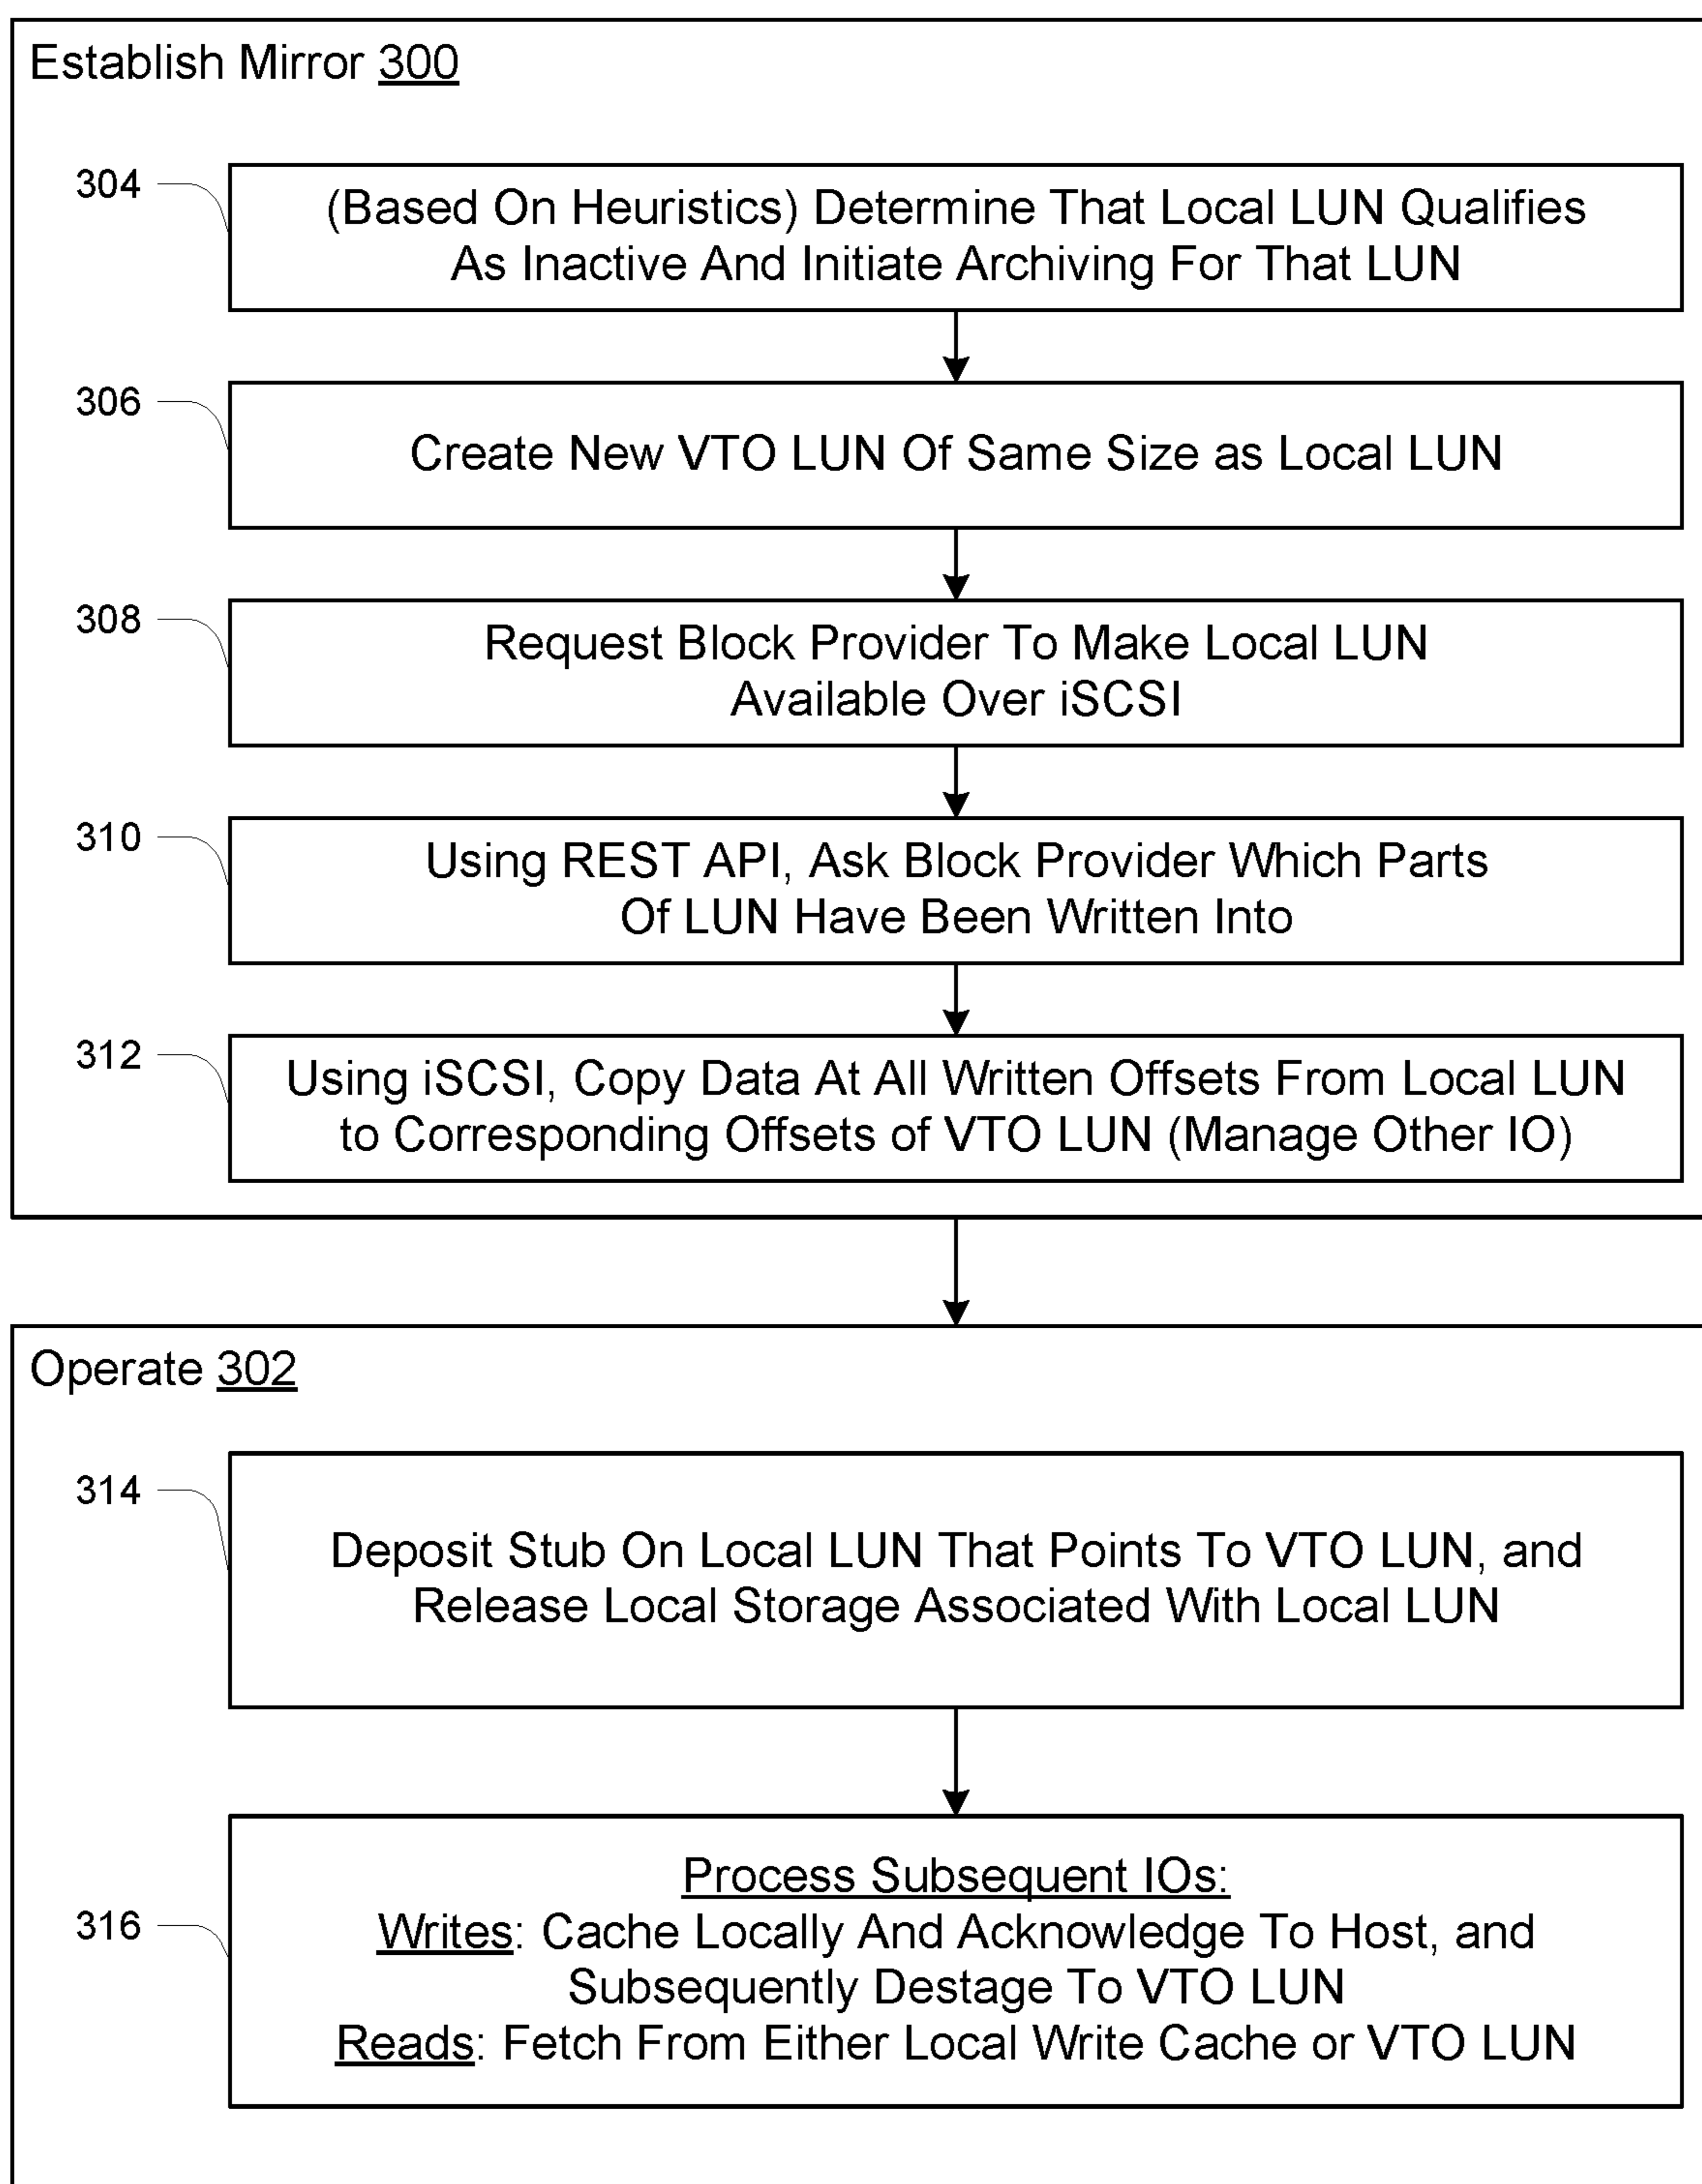 Establish Mirror 300
304
(Based On Heuristics) Determine That Local LUN Qualifies
As Inactive And Initiate Archiving For That LUN
306
Create New VTO LUN Of Same Size as Local LUN
308
Request Block Provider To Make Local LUN
Available Over iSCSI
310
Using REST API, Ask Block Provider Which Parts
Of LUN Have Been Written Into
312
Using iSCSI, Copy Data At All Written Offsets From Local LUN
to Corresponding Offsets of VTO LUN (Manage Other IO)
Operate 302
314
Deposit Stub On Local LUN That Points To VTO LUN, and
Release Local Storage Associated With Local LUN
316
Process Subsequent IOs:
Writes: Cache Locally And Acknowledge To Host, and
Subsequently Destage To VTO LUN
Reads: Fetch From Either Local Write Cache or VTO LUN